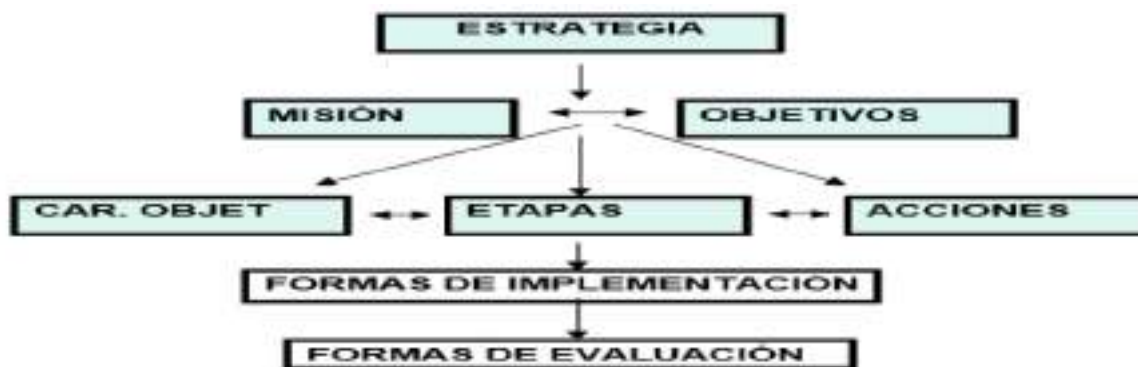 ESTRATEGIA
MISIÓN
OBJETIVOS
CAR. OBJET
ETAPAS
ACCIONES
FORMAS DE IMPLEMENTACIÓN
FORMAS DE EVALUACIÓN